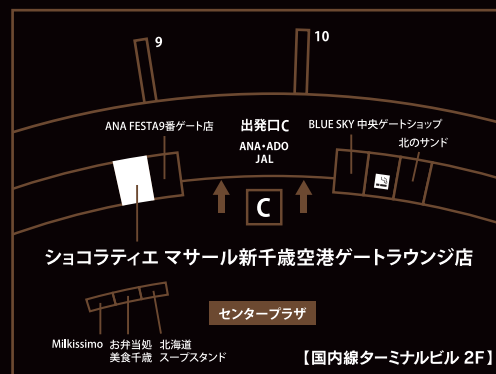 9
10
ANA FESTA9番ゲート店
出発口C
ANA・ADO
JAL
BLUE SKY 中央ゲートショップ
北のサンド
C
ショコラティエ マサール新千歳空港ゲートラウンジ店
センタープラザ
Milkissimo
お弁当処
美食千歳
北海道
スープスタンド
【国内線ターミナルビル 2F】